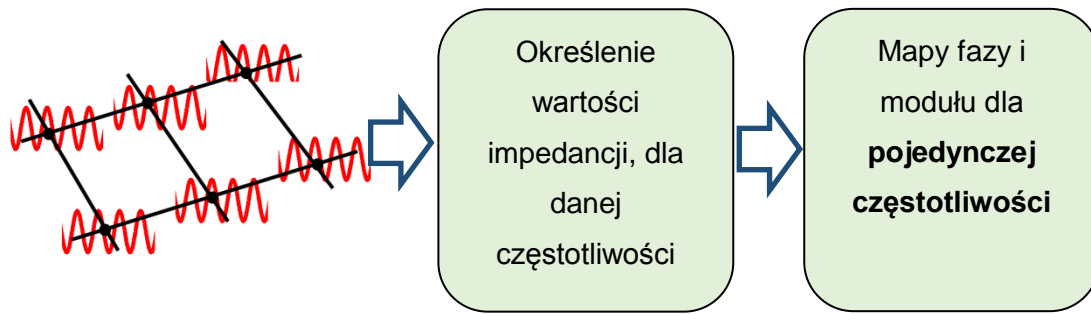 Określenie
wartości
impedancji, dla
danej
częstotliwości
Mapy fazy i
modułu dla
pojedynczej
częstotliwości